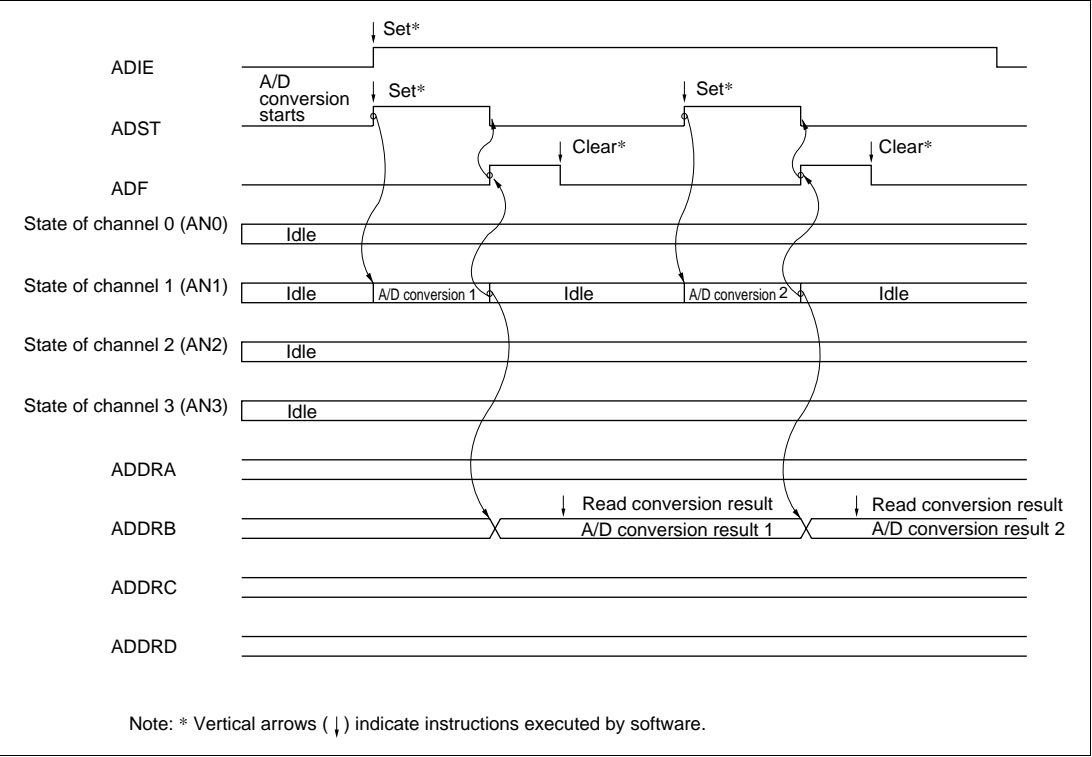 Set*
ADIE
A/D
conversion
starts
Set*
Set*
ADST
Clear*
Clear*
ADF
State of channel 0 (AN0)
Idle
State of channel 1 (AN1)
Idle
A/D conversion 1
Idle
A/D conversion 2
Idle
State of channel 2 (AN2)
Idle
State of channel 3 (AN3)
Idle
ADDRA
Read conversion result
Read conversion result
ADDRB
A/D conversion result 1
A/D conversion result 2
ADDRC
ADDRD
Note: * Vertical arrows ( ↓ ) indicate instructions executed by software.